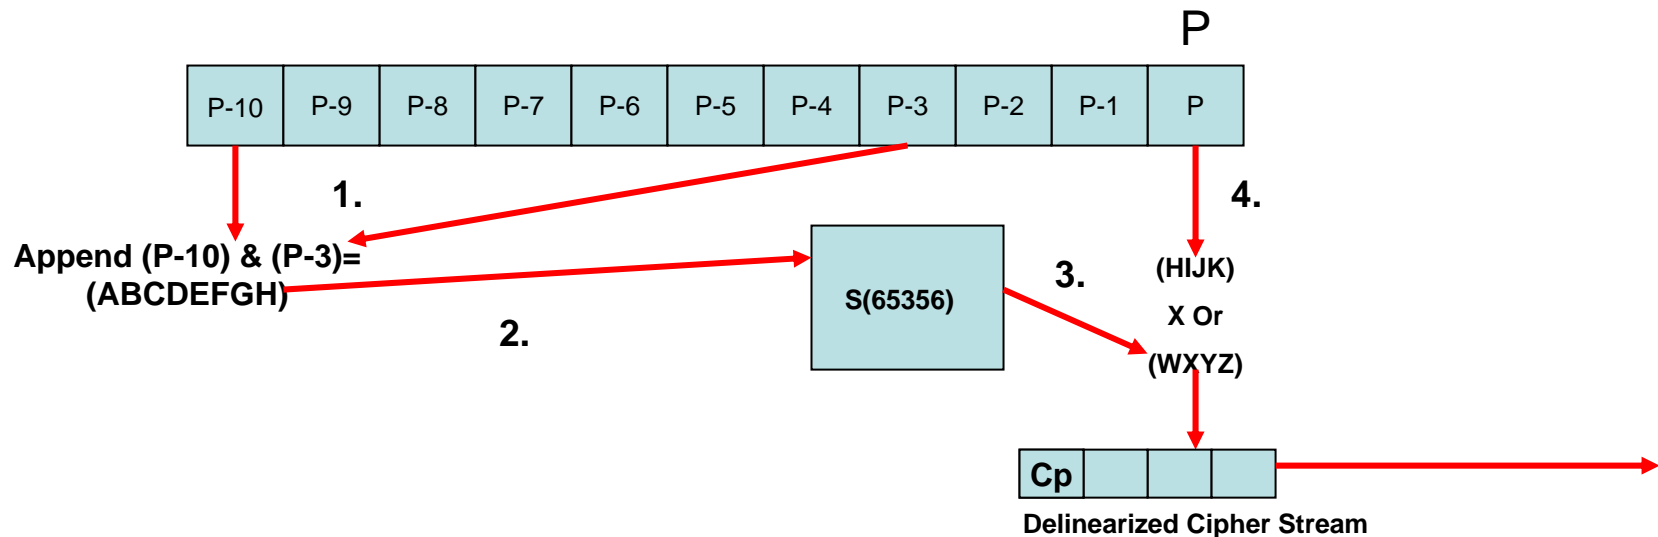 P
P-10 P-9 P-8 P-7 P-6 P-5 P-4 P-3 P-2 P-1 P
1.
4.
Append (P-10) & (P-3)=
(ABCDEFGH)
2.
S(65356)
3.
(HIJK)
X Or
(WXYZ)
Cp
Delinearized Cipher Stream